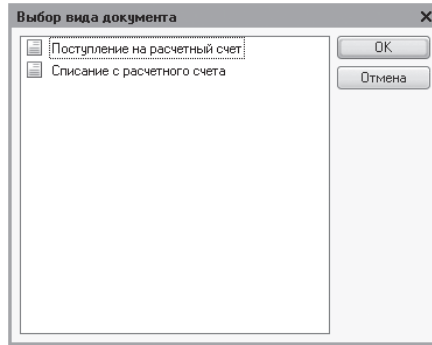 Выбор вида документа
Поступление на расчетный счет
Списание с расчетного счета
OK
Отмена